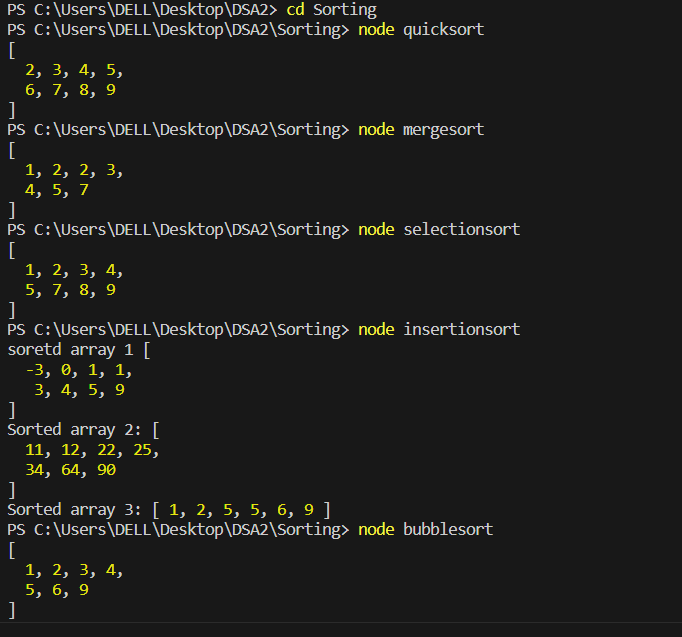 PS C:\Users\DELL\Desktop\DSA2> cd Sorting
PS C:\Users\DELL\Desktop\DSA2\Sorting> node quicksort
[
  2, 3, 4, 5,
  6, 7, 8, 9
]
PS C:\Users\DELL\Desktop\DSA2\Sorting> node mergesort
[
  1, 2, 2, 3,
  4, 5, 7
]
PS C:\Users\DELL\Desktop\DSA2\Sorting> node selectionsort
[
  1, 2, 3, 4,
  5, 7, 8, 9
]
PS C:\Users\DELL\Desktop\DSA2\Sorting> node insertionsort
soretd array 1 [
  -3, 0, 1, 1,
   3, 4, 5, 9
]
Sorted array 2: [
  11, 12, 22, 25,
  34, 64, 90
]
Sorted array 3: [ 1, 2, 5, 5, 6, 9 ]
PS C:\Users\DELL\Desktop\DSA2\Sorting> node bubblesort
[
  1, 2, 3, 4,
  5, 6, 9
]